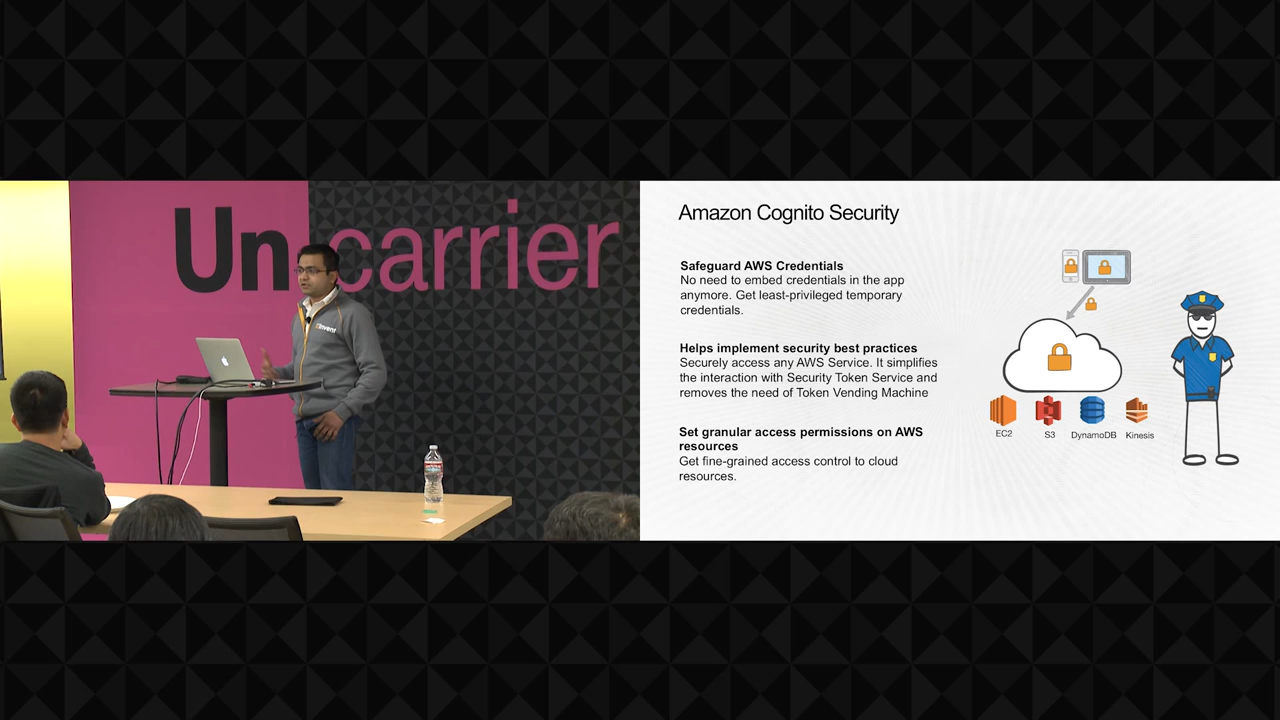 Un-carrier
invent
Amazon Cognito Security
Safeguard AWS Credentials
No need to embed credentials in the app
anymore. Get least-privileged temporary
credentials.
Helps implement security best practices
Securely access any AWS Service. It simplifies
the interaction with Security Token Service and
removes the need of Token Vending Machine
Set granular access permissions on AWS
resources
Get fine-grained access control to cloud
resources.
EC2
S3
DynamoDB
Kinesis